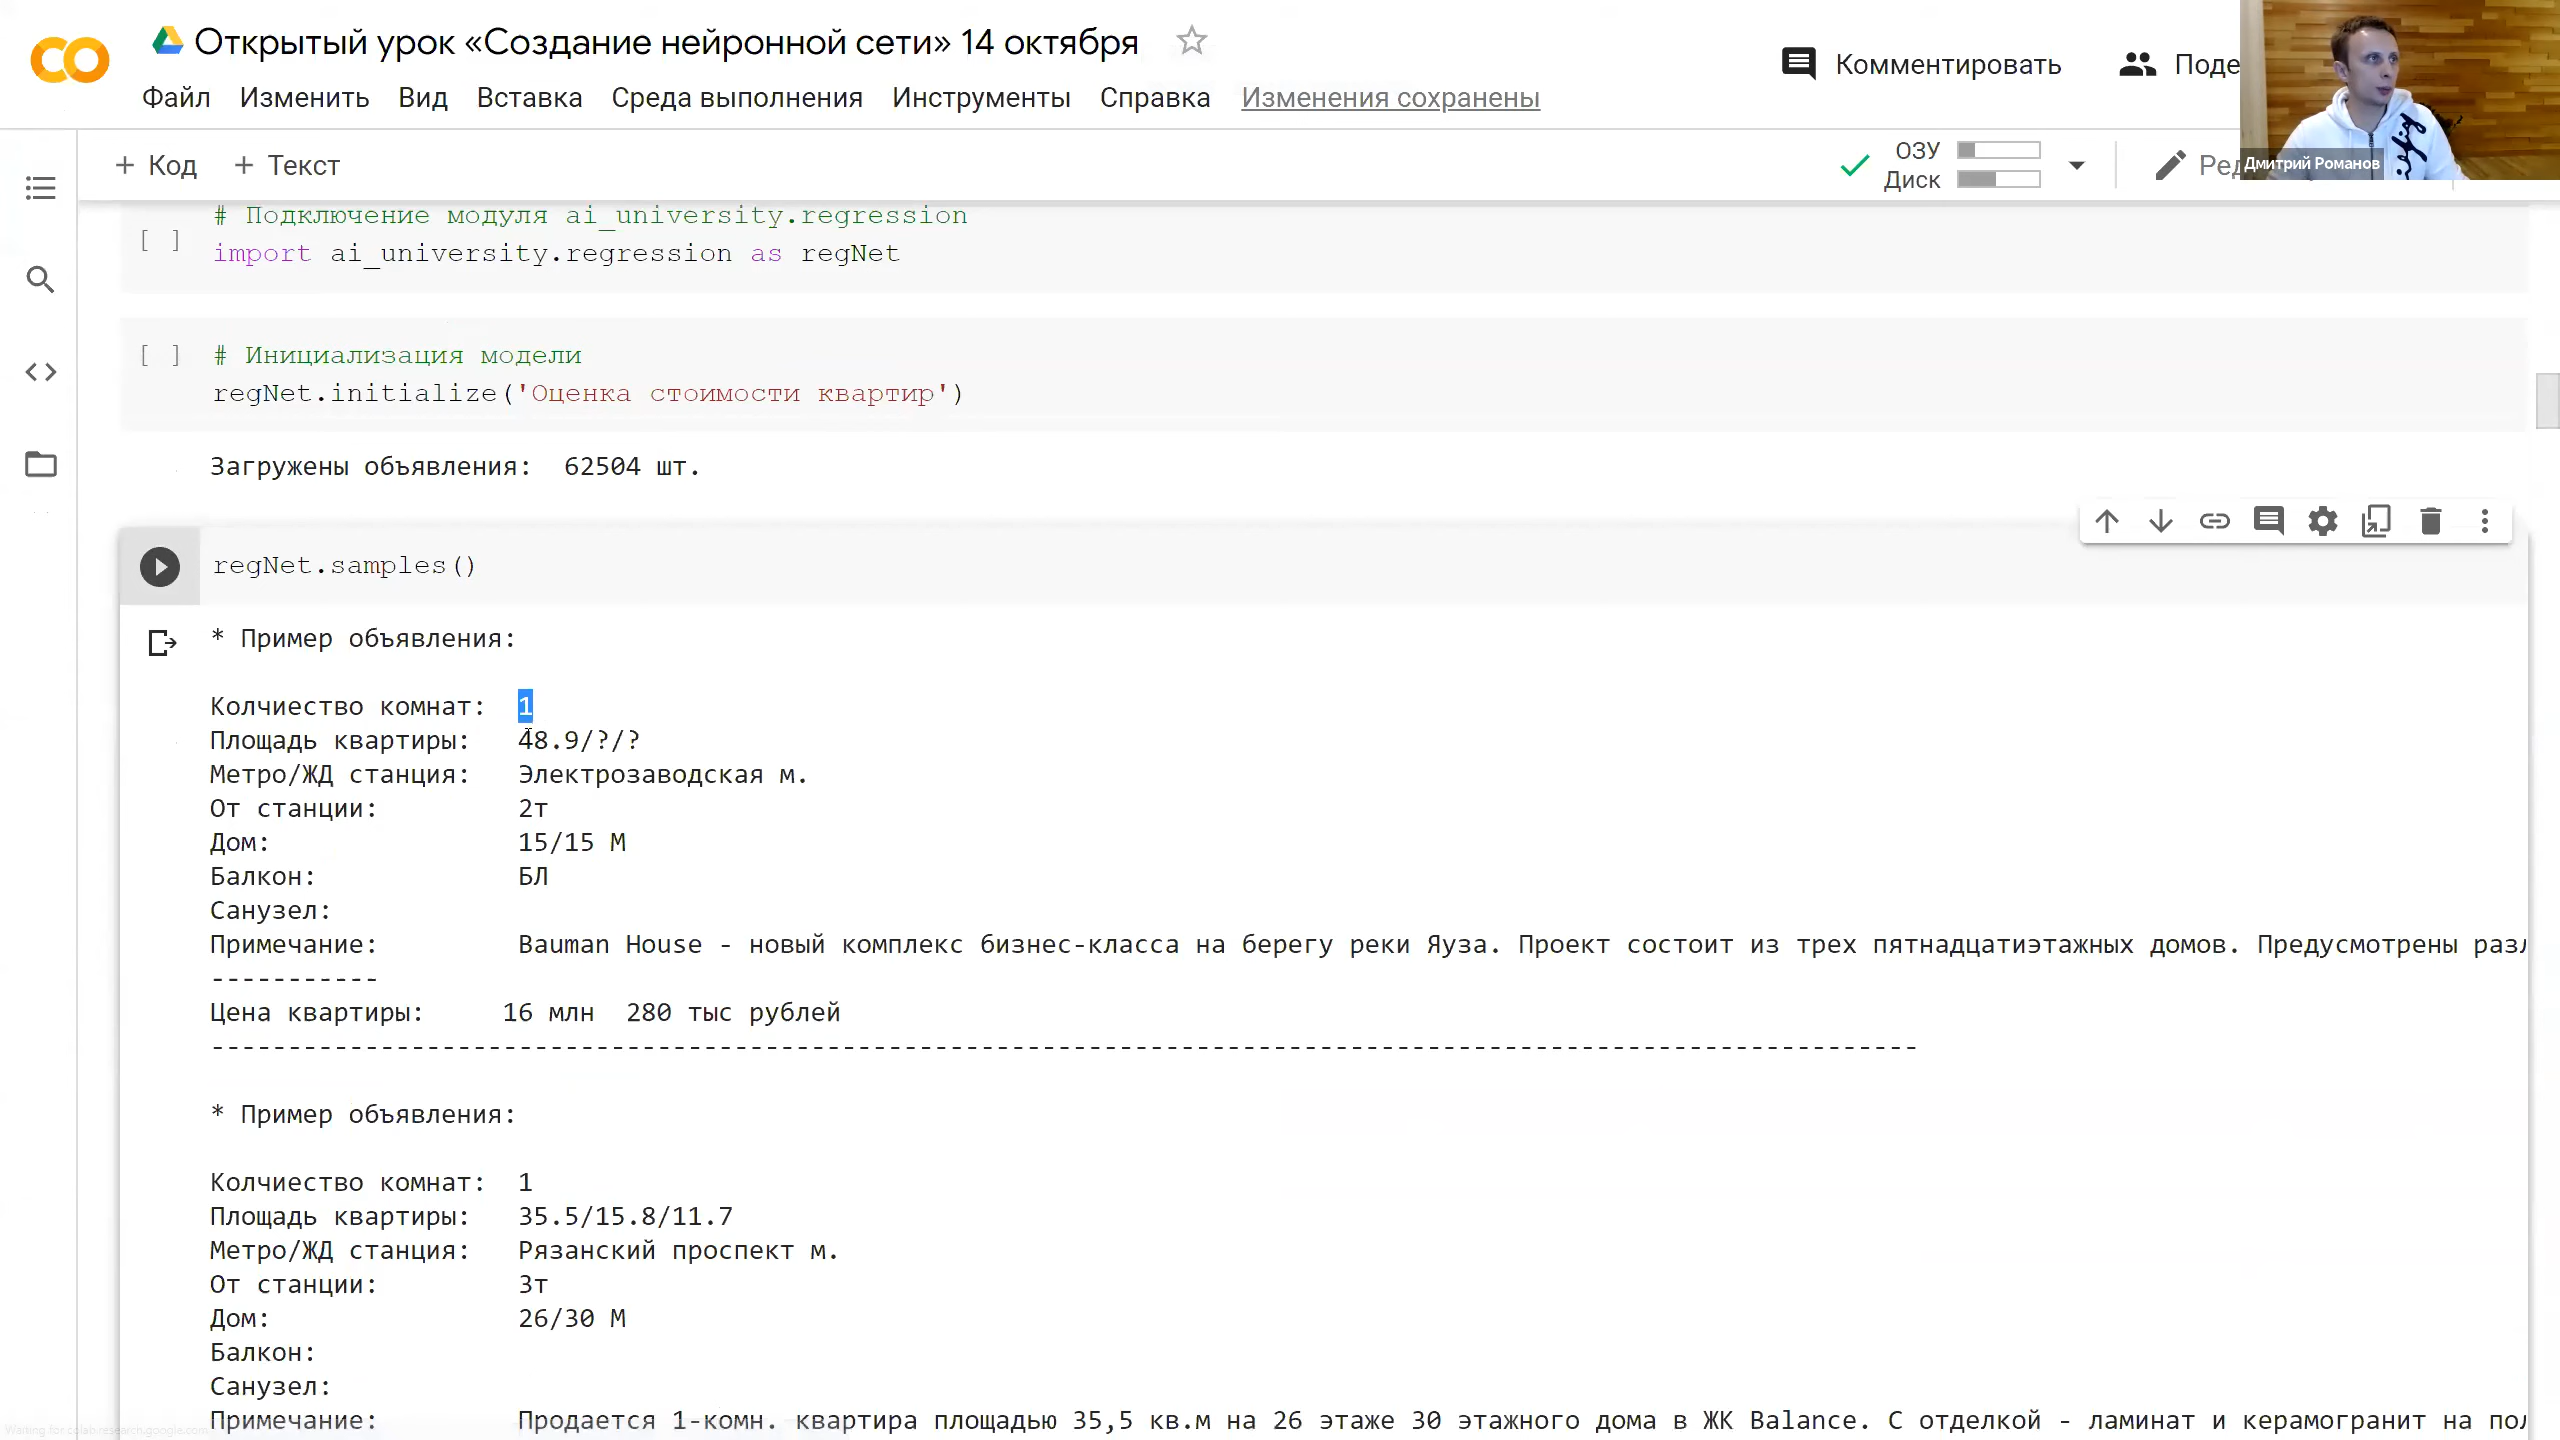 Открытый урок «Создание нейронной сети» 14 октября
Файл Изменить Вид Вставка Среда выполнения Инструменты Справка Изменения сохранены
Комментировать Поде
Дмитрий Романов
+ Код + Текст
ОЗУ
Диск
Ред
# Подключение модуля ai_university.regression
[ ] import ai_university.regression as regNet
[ ] # Инициализация модели
regNet.initialize('Оценка стоимости квартир')
Загружены объявления: 62504 шт.
regNet.samples()
* Пример объявления:
Колчиество комнат: 1
Площадь квартиры: 48.9/?/?
Метро/ЖД станция: Электрозаводская м.
От станции: 2т
Дом: 15/15 М
Балкон: БЛ
Санузел:
Примечание: Bauman House - новый комплекс бизнес-класса на берегу реки Яуза. Проект состоит из трех пятнадцатиэтажных домов. Предусмотрены разл
-----------
Цена квартиры: 16 млн 280 тыс рублей
---------------------------------------------------------------------------------------------------------------
* Пример объявления:
Колчиество комнат: 1
Площадь квартиры: 35.5/15.8/11.7
Метро/ЖД станция: Рязанский проспект м.
От станции: 3т
Дом: 26/30 М
Балкон:
Санузел:
Примечание: Продается 1-комн. квартира площадью 35,5 кв.м на 26 этаже 30 этажного дома в ЖК Balance. С отделкой - ламинат и керамогранит на пол
Waiting for colab.research.google.com